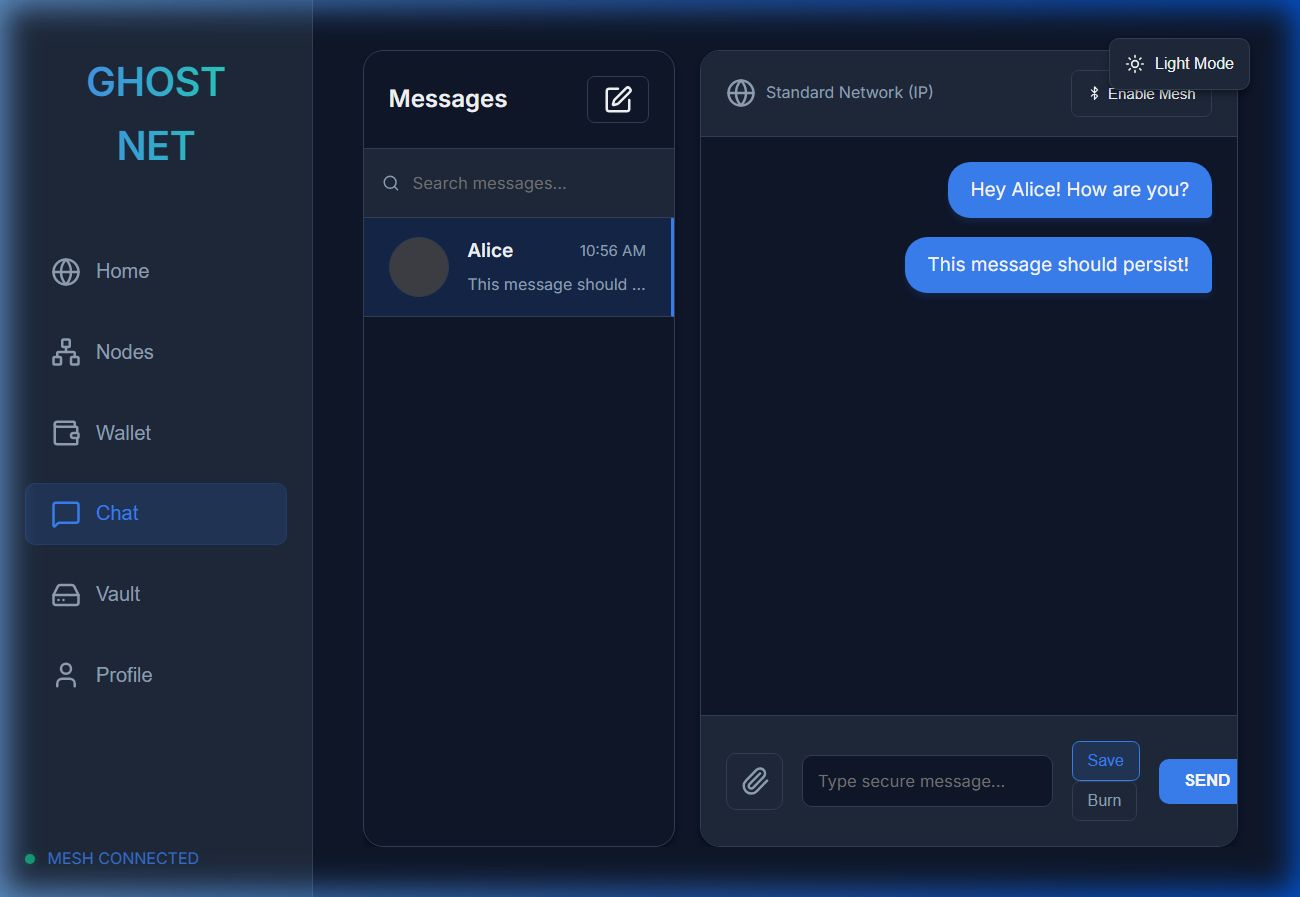 GHOST
NET
Home
Nodes
Wallet
Chat
Vault
Profile
MESH CONNECTED
Messages
Search messages...
Alice
10:56 AM
This message should ...
Standard Network (IP)
Light Mode
Enable Mesh
Hey Alice! How are you?
This message should persist!
Type secure message...
Save
Burn
SEND